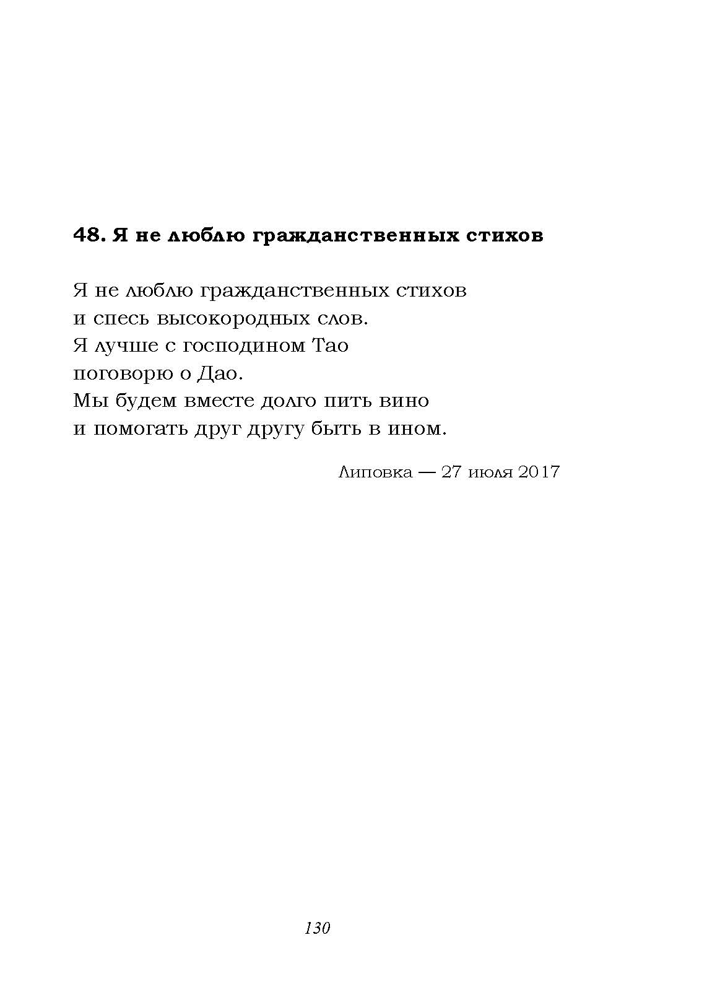 48. Я не люблю гражданственных стихов
Я не люблю гражданственных стихов
и спесь высокородных слов.
Я лучше с господином Тао
поговорю о Дао.
Мы будем вместе долго пить вино
и помогать друг другу быть в ином.
Липовка — 27 июля 2017
130